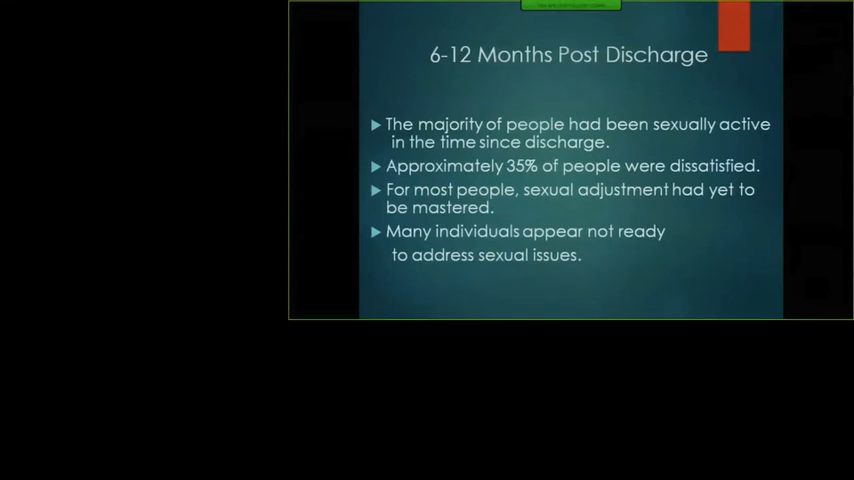 6-12 Months Post Discharge
The majority of people had been sexually active
in the time since discharge.
Approximately 35% of people were dissatisfied.
For most people, sexual adjustment had yet to
be mastered.
Many individuals appear not ready
to address sexual issues.